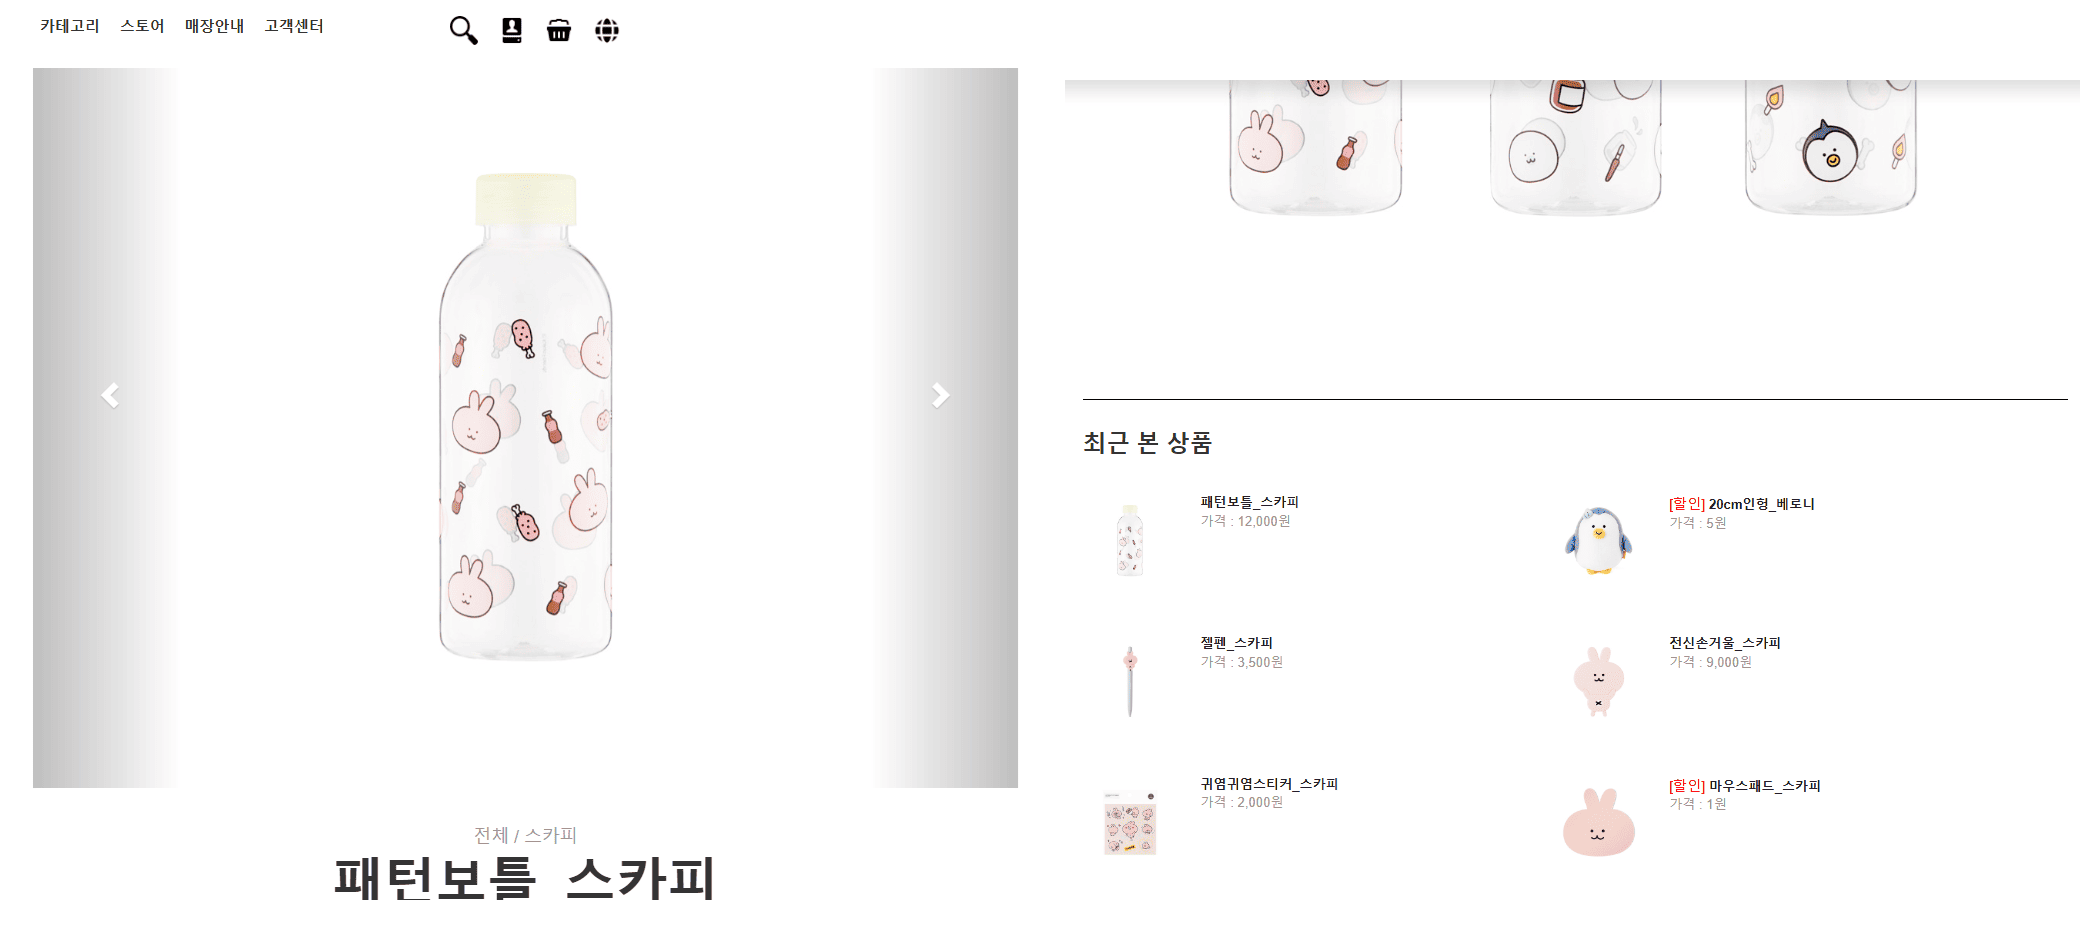 카테고리 스토어 매장안내 고객센터
전체 / 스카피
패턴보틀_스카피
최근 본 상품
패턴보틀_스카피
가격 : 12,000원
[할인] 20cm인형_베로니
가격 : 5원
젤펜_스카피
가격 : 3,500원
전신손거울_스카피
가격 : 9,000원
귀염귀염스티커_스카피
가격 : 2,000원
[할인] 마우스패드_스카피
가격 : 1원